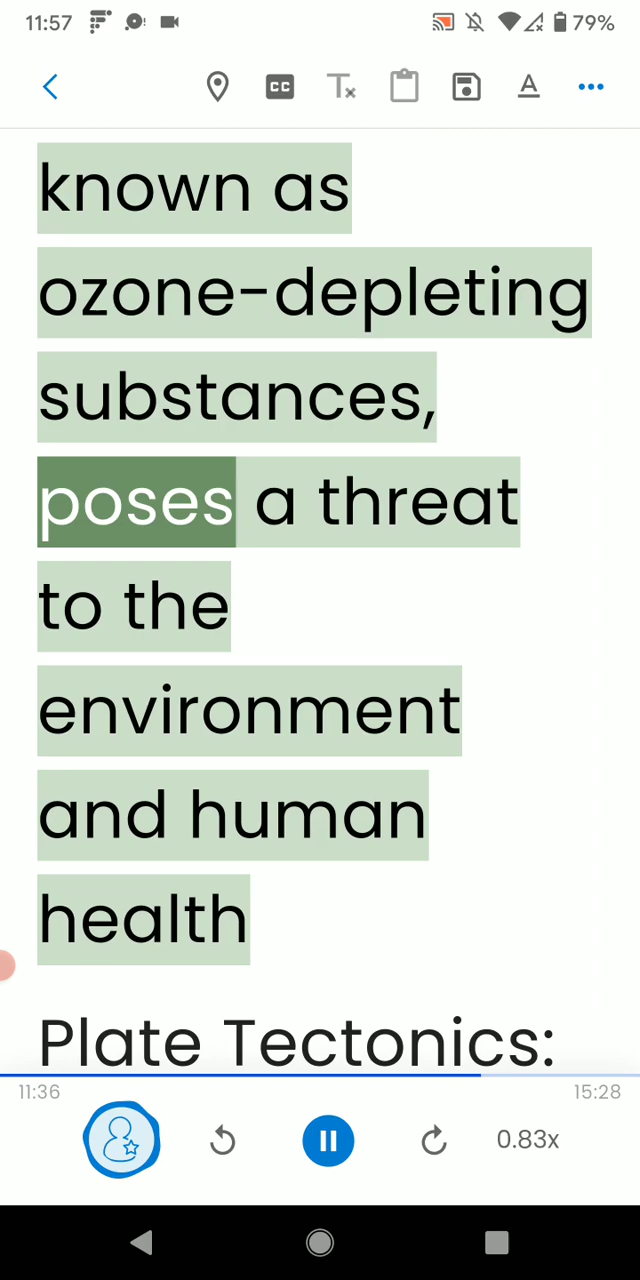 11:57
79%
CC
known as
ozone-depleting
substances,
poses a threat
to the
environment
and human
health
Plate Tectonics:
11:36
15:28
0.83x